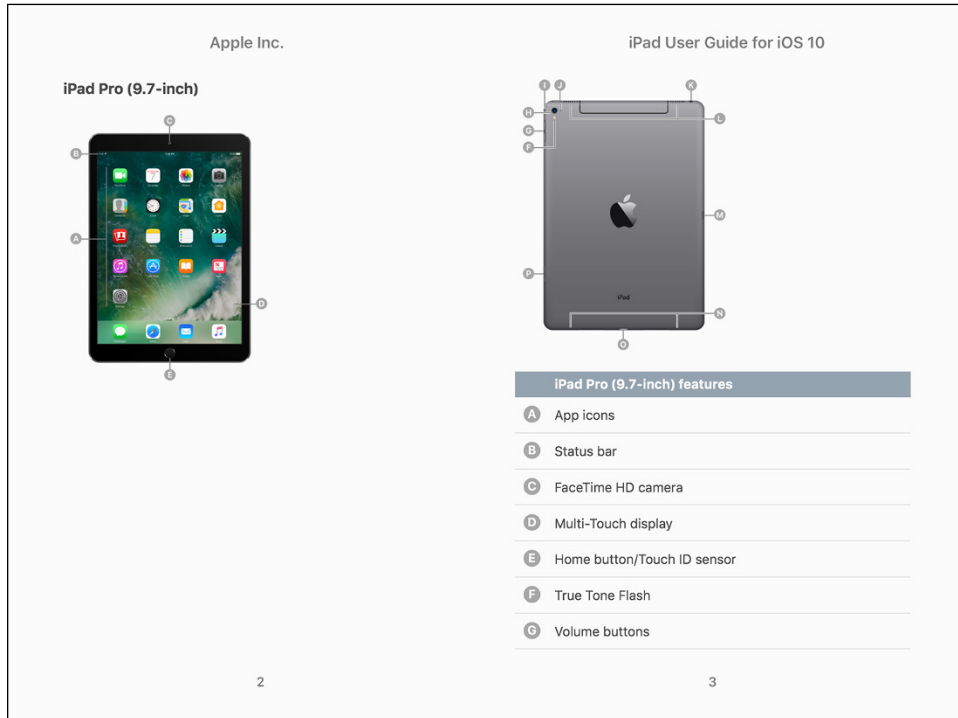 Apple Inc.
iPad Pro (9.7-inch)
C
B
A
D
E
2
iPad User Guide for iOS 10
I
J
K
H
L
G
F
M
P
iPad
N
O
iPad Pro (9.7-inch) features
A App icons
B Status bar
C FaceTime HD camera
D Multi-Touch display
E Home button/Touch ID sensor
F True Tone Flash
G Volume buttons
3